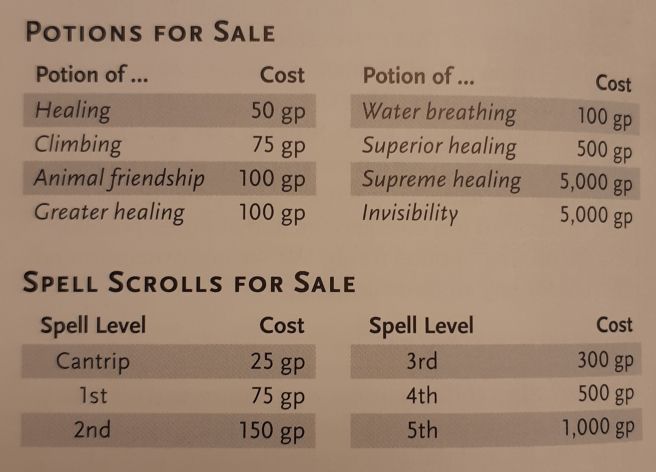 POTIONS FOR SALE
Potion of ... Cost Potion of ... Cost
Healing 50 gp Water breathing 100 gp
Climbing 75 gp Superior healing 500 gp
Animal friendship 100 gp Supreme healing 5,000 gp
Greater healing 100 gp Invisibility 5,000 gp
SPELL SCROLLS FOR SALE
Spell Level Cost Spell Level Cost
Cantrip 25 gp 3rd 300 gp
1st 75 gp 4th 500 gp
2nd 150 gp 5th 1,000 gp